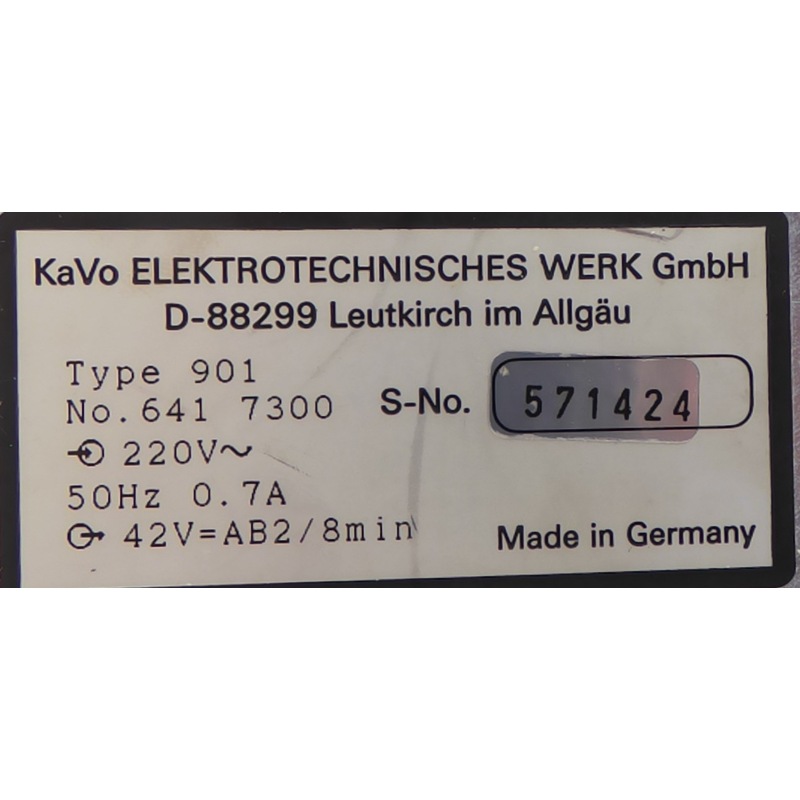 KaVo ELEKTROTECHNISCHES WERK GmbH
D-88299 Leutkirch im Allgäu
Type 901
No.641 7300
S-No. 571424
220V~
50Hz 0.7A
42V=AB2/8min
Made in Germany